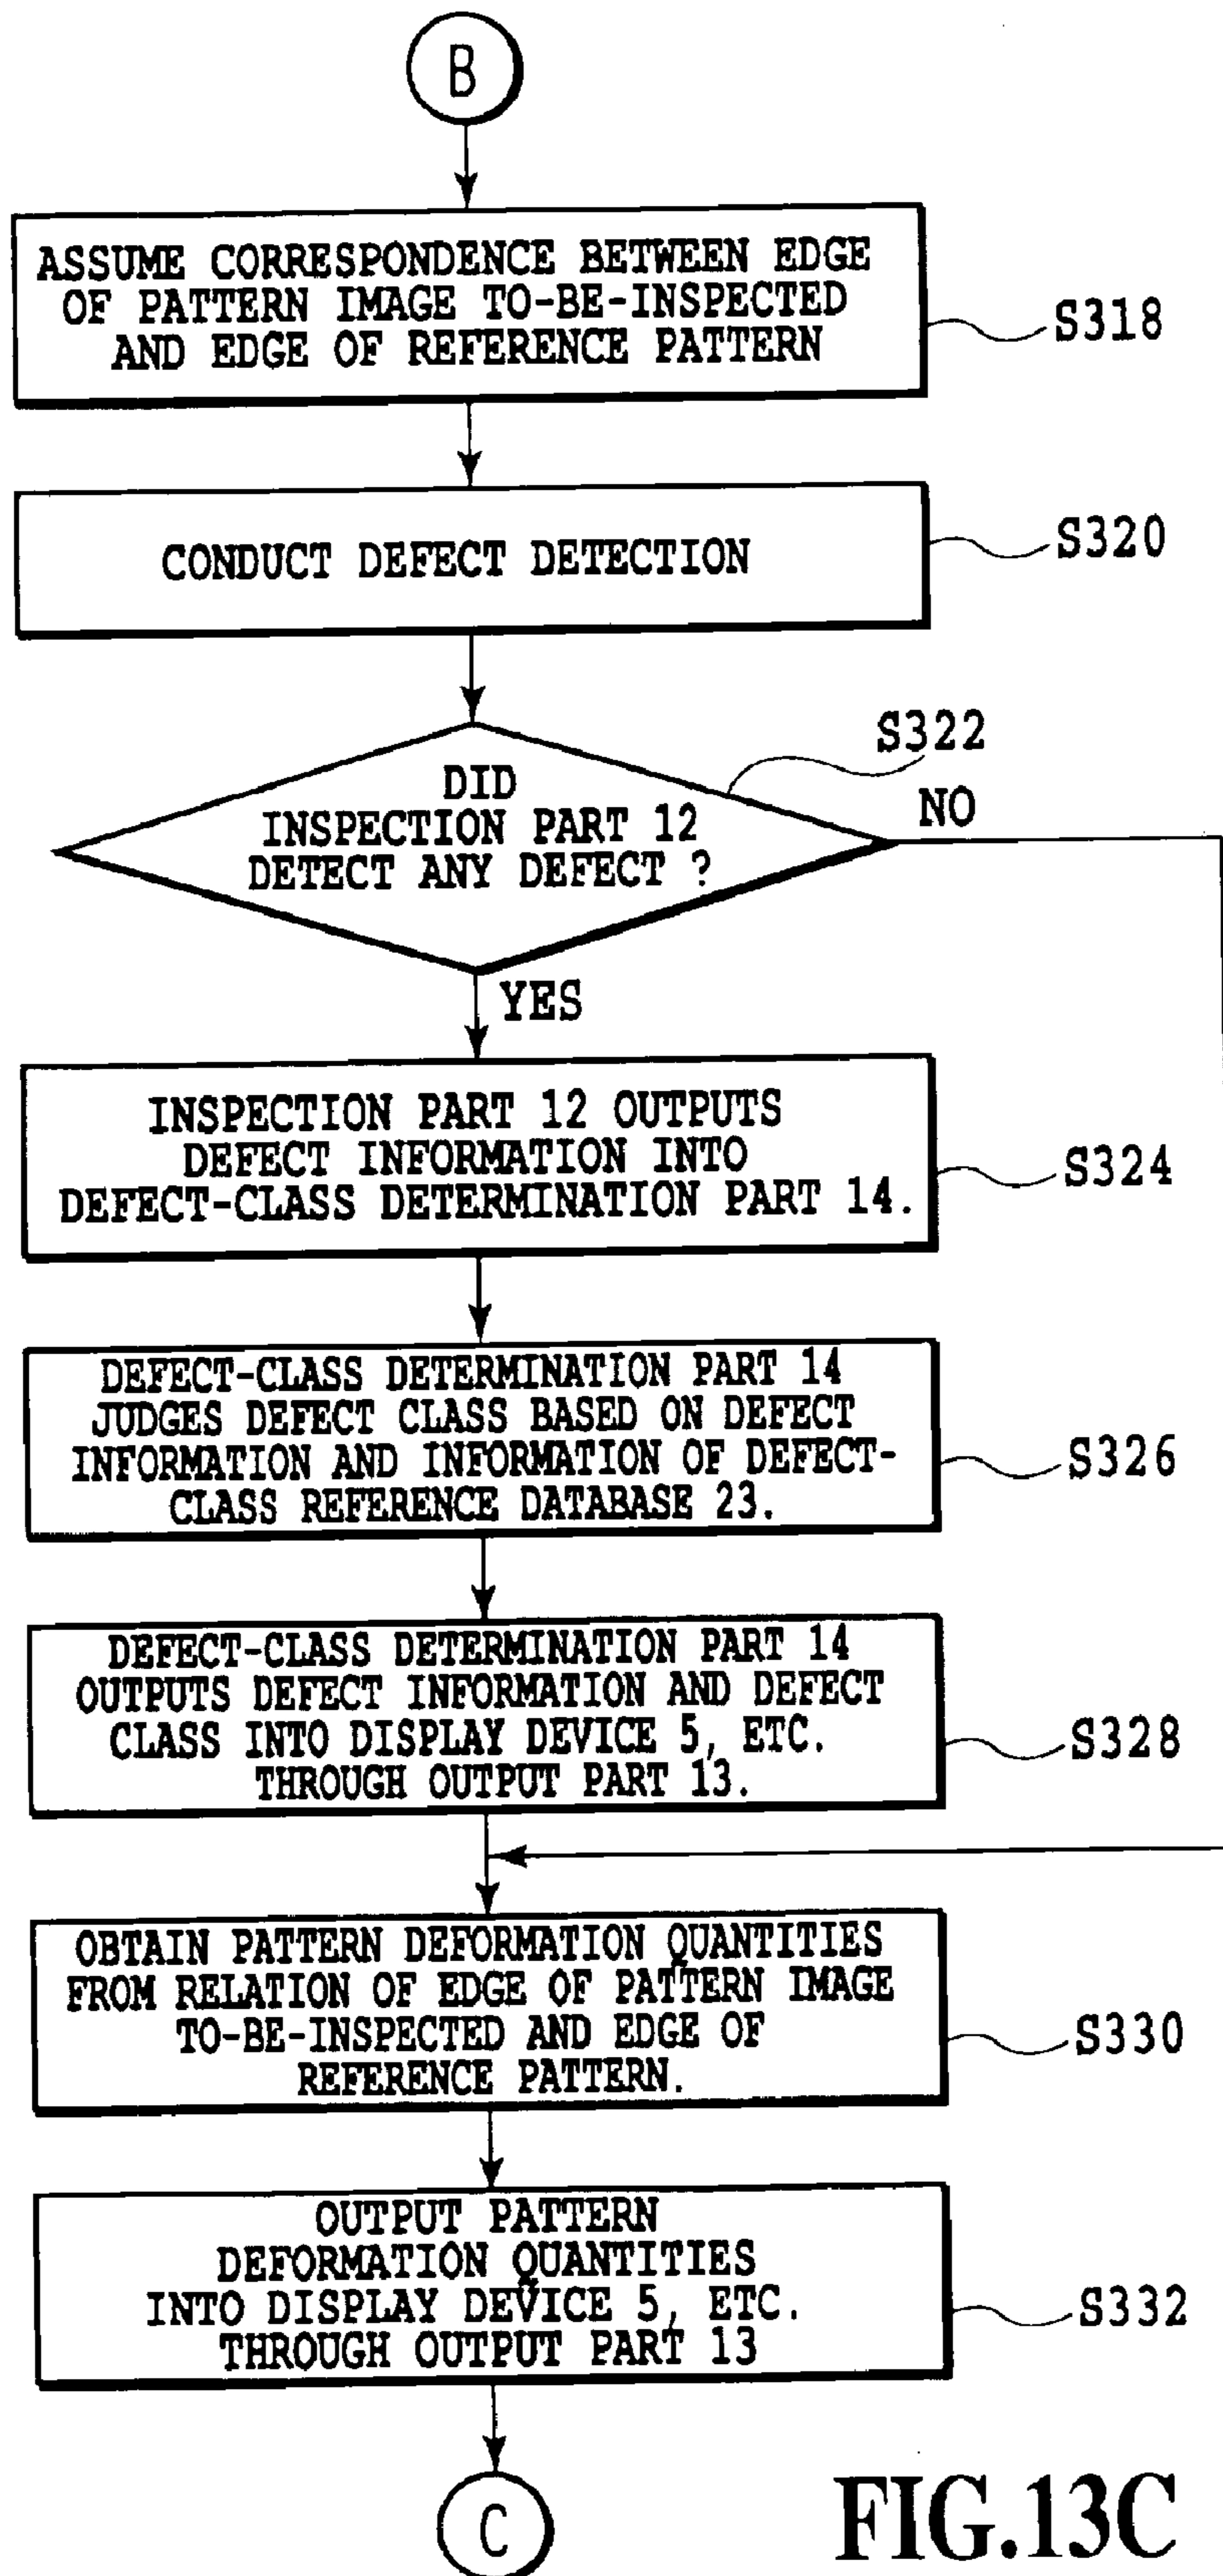 B
ASSUME CORRESPONDENCE BETWEEN EDGE
OF PATTERN IMAGE TO-BE-INSPECTED
AND EDGE OF REFERENCE PATTERN
S318
CONDUCT DEFECT DETECTION
S320
S322
DID
INSPECTION PART 12
DETECT ANY DEFECT ?
NO
YES
INSPECTION PART 12 OUTPUTS
DEFECT INFORMATION INTO
DEFECT-CLASS DETERMINATION PART 14.
S324
DEFECT-CLASS DETERMINATION PART 14
JUDGES DEFECT CLASS BASED ON DEFECT
INFORMATION AND INFORMATION OF DEFECT-
CLASS REFERENCE DATABASE 23.
S326
DEFECT-CLASS DETERMINATION PART 14
OUTPUTS DEFECT INFORMATION AND DEFECT
CLASS INTO DISPLAY DEVICE 5, ETC.
THROUGH OUTPUT PART 13.
S328
OBTAIN PATTERN DEFORMATION QUANTITIES
FROM RELATION OF EDGE OF PATTERN IMAGE
TO-BE-INSPECTED AND EDGE OF
REFERENCE PATTERN.
S330
OUTPUT PATTERN
DEFORMATION QUANTITIES
INTO DISPLAY DEVICE 5, ETC.
THROUGH OUTPUT PART 13
S332
C
FIG.13C